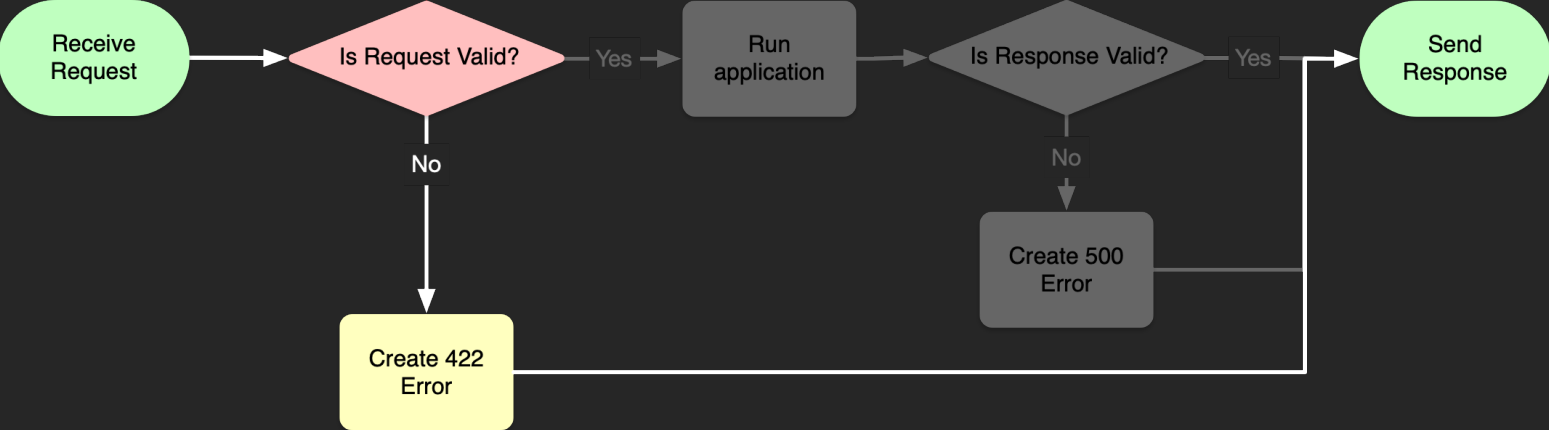 Receive
Request
Is Request Valid?
Yes
Run
application
Is Response Valid?
Yes
Send
Response
No
No
Create 500
Error
Create 422
Error